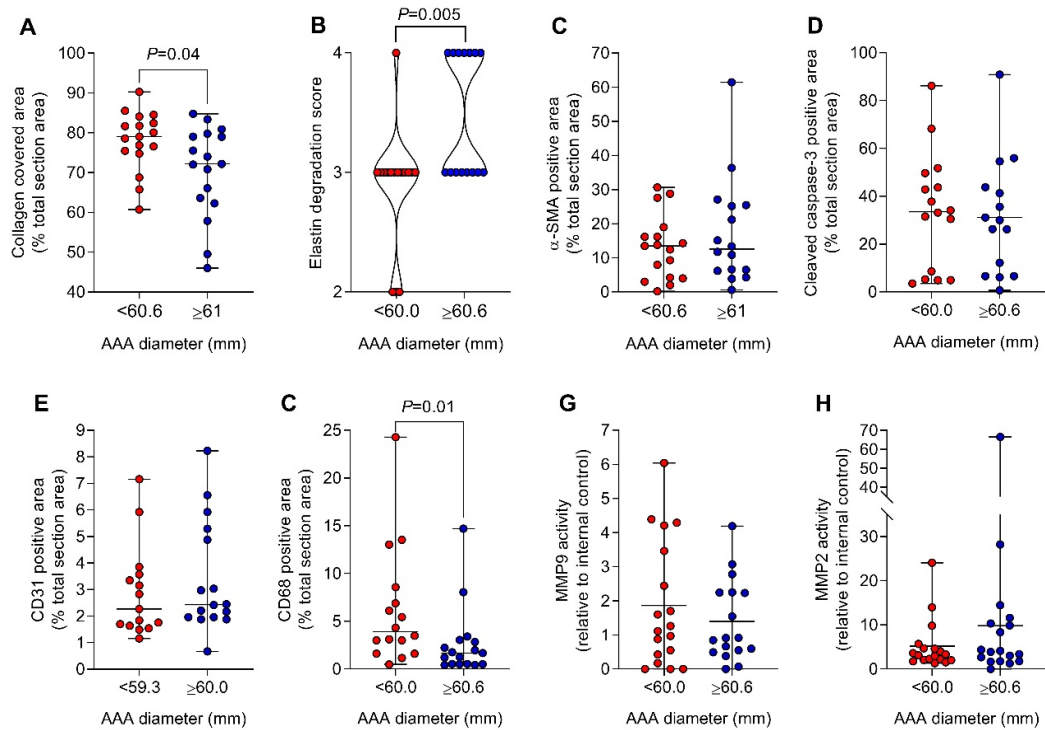 A
P=0.04
Collagen covered area
(% total section area)
100
90
80
70
60
50
40
<60.6
≥61
AAA diameter (mm)
B
P=0.005
Elastin degradation score
4
3
2
<60.0
≥60.6
AAA diameter (mm)
C
α-SMA positive area
(% total section area)
70
60
50
40
30
20
10
0
<60.6
≥61
AAA diameter (mm)
D
Cleaved caspase-3 positive area
(% total section area)
100
80
60
40
20
0
<60.0
≥60.6
AAA diameter (mm)
E
CD31 positive area
(% total section area)
9
8
7
6
5
4
3
2
1
0
<59.3
≥60.0
AAA diameter (mm)
C
P=0.01
CD68 positive area
(% total section area)
25
20
15
10
5
0
<60.0
≥60.6
AAA diameter (mm)
G
MMP9 activity
(relative to internal control)
7
6
5
4
3
2
1
0
<60.0
≥60.6
AAA diameter (mm)
H
MMP2 activity
(relative to internal control)
70
60
50
40
30
20
10
0
<60.0
≥60.6
AAA diameter (mm)